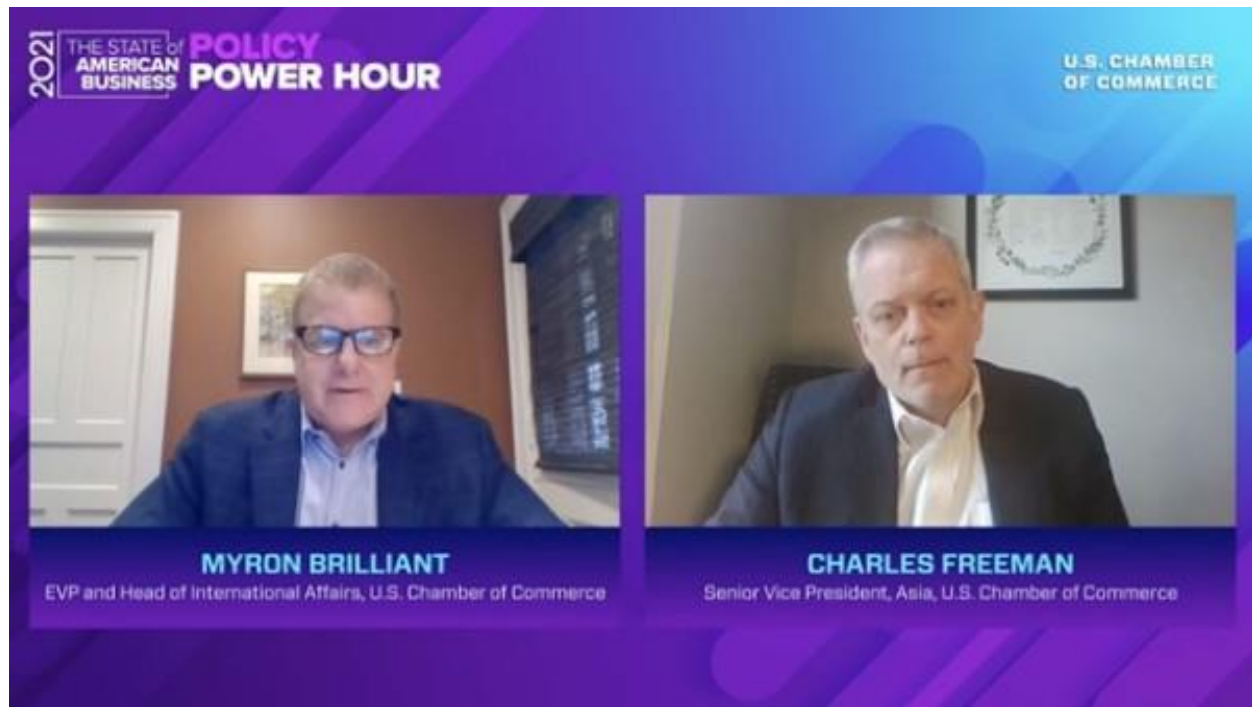 2021
THE STATE of
AMERICAN
BUSINESS
POLICY
POWER HOUR
U.S. CHAMBER
OF COMMERCE
MYRON BRILLIANT
EVP and Head of International Affairs, U.S. Chamber of Commerce
CHARLES FREEMAN
Senior Vice President, Asia, U.S. Chamber of Commerce